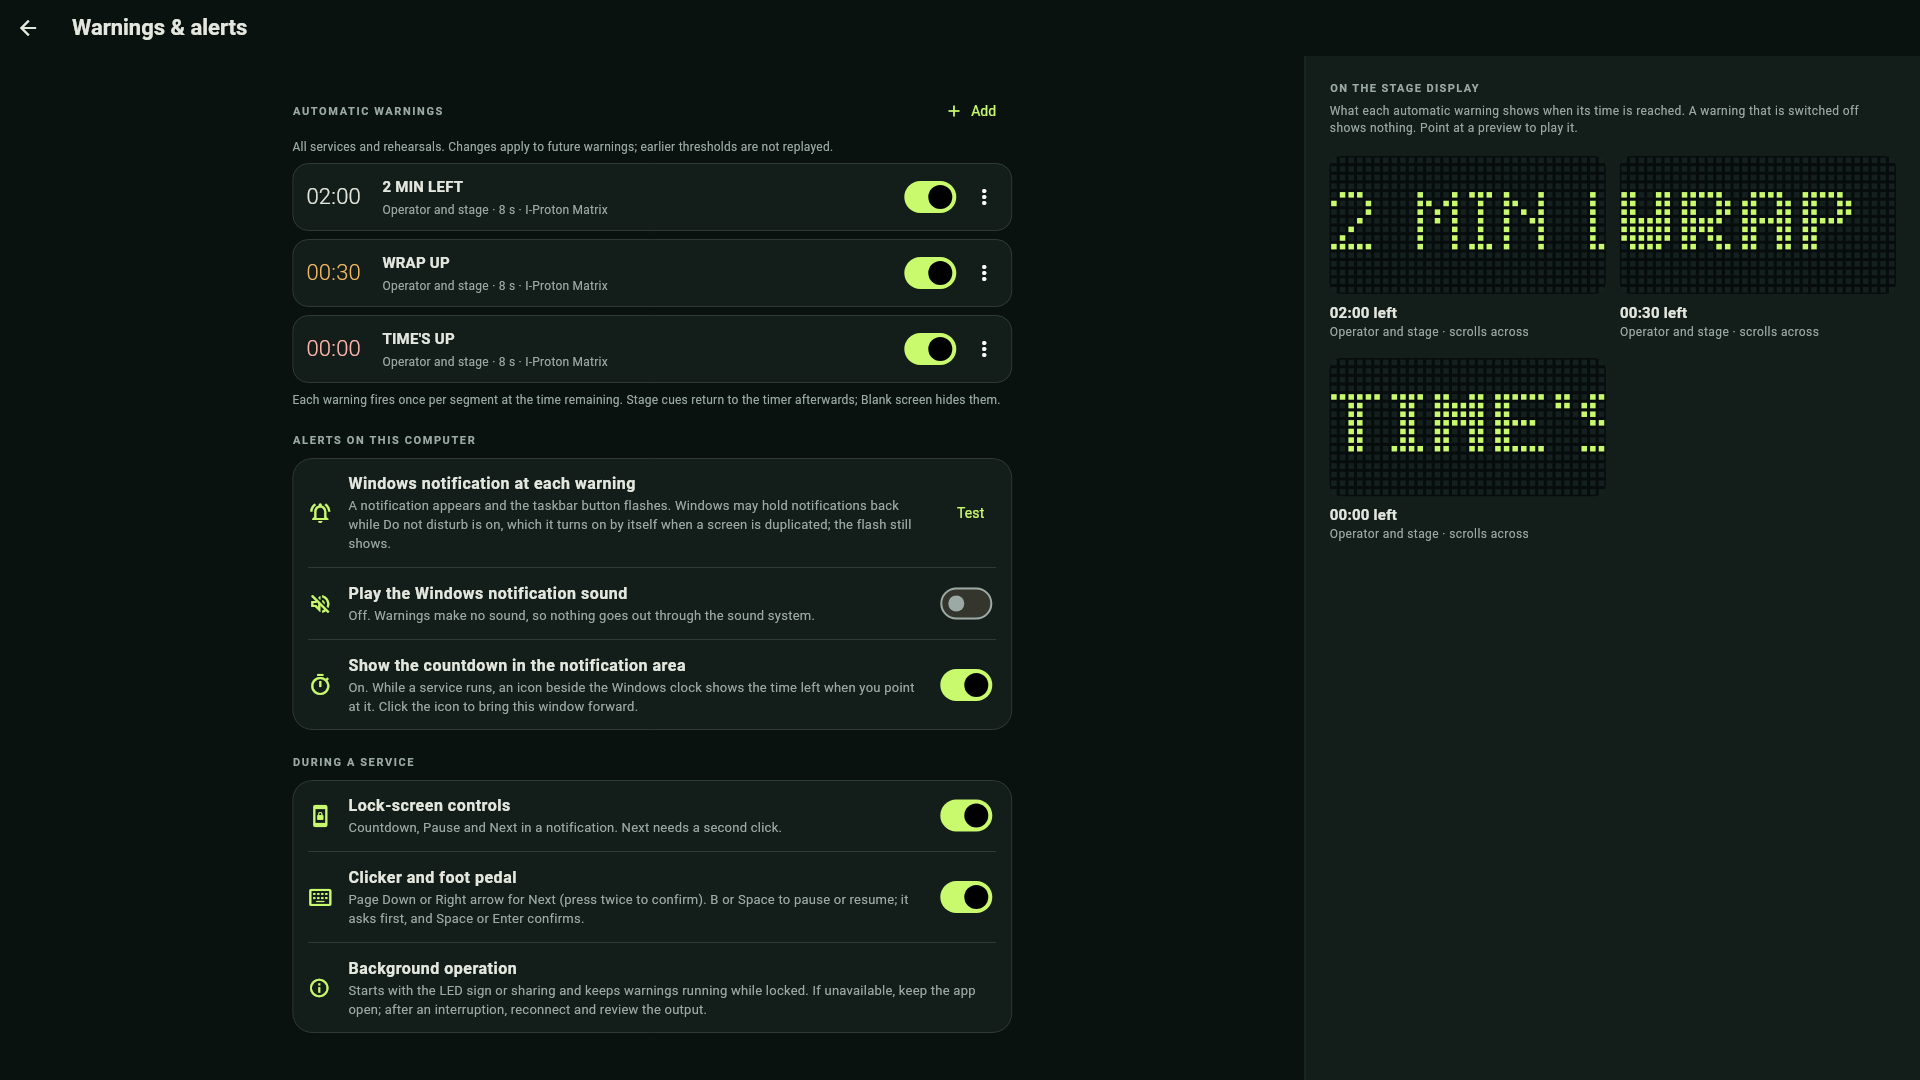 Warnings & alerts
AUTOMATIC WARNINGS
Add
All services and rehearsals. Changes apply to future warnings; earlier thresholds are not replayed.
02:00
2 MIN LEFT
Operator and stage · 8 s · I-Proton Matrix
00:30
WRAP UP
Operator and stage · 8 s · I-Proton Matrix
00:00
TIME'S UP
Operator and stage · 8 s · I-Proton Matrix
Each warning fires once per segment at the time remaining. Stage cues return to the timer afterwards; Blank screen hides them.
ALERTS ON THIS COMPUTER
Windows notification at each warning
A notification appears and the taskbar button flashes. Windows may hold notifications back
while Do not disturb is on, which it turns on by itself when a screen is duplicated; the flash still
shows.
Test
Play the Windows notification sound
Off. Warnings make no sound, so nothing goes out through the sound system.
Show the countdown in the notification area
On. While a service runs, an icon beside the Windows clock shows the time left when you point
at it. Click the icon to bring this window forward.
DURING A SERVICE
Lock-screen controls
Countdown, Pause and Next in a notification. Next needs a second click.
Clicker and foot pedal
Page Down or Right arrow for Next (press twice to confirm). B or Space to pause or resume; it
asks first, and Space or Enter confirms.
Background operation
Starts with the LED sign or sharing and keeps warnings running while locked. If unavailable, keep the app
open; after an interruption, reconnect and review the output.
ON THE STAGE DISPLAY
What each automatic warning shows when its time is reached. A warning that is switched off
shows nothing. Point at a preview to play it.
2 MIN L
WRAP
02:00 left
Operator and stage · scrolls across
00:30 left
Operator and stage · scrolls across
TIME'S
00:00 left
Operator and stage · scrolls across